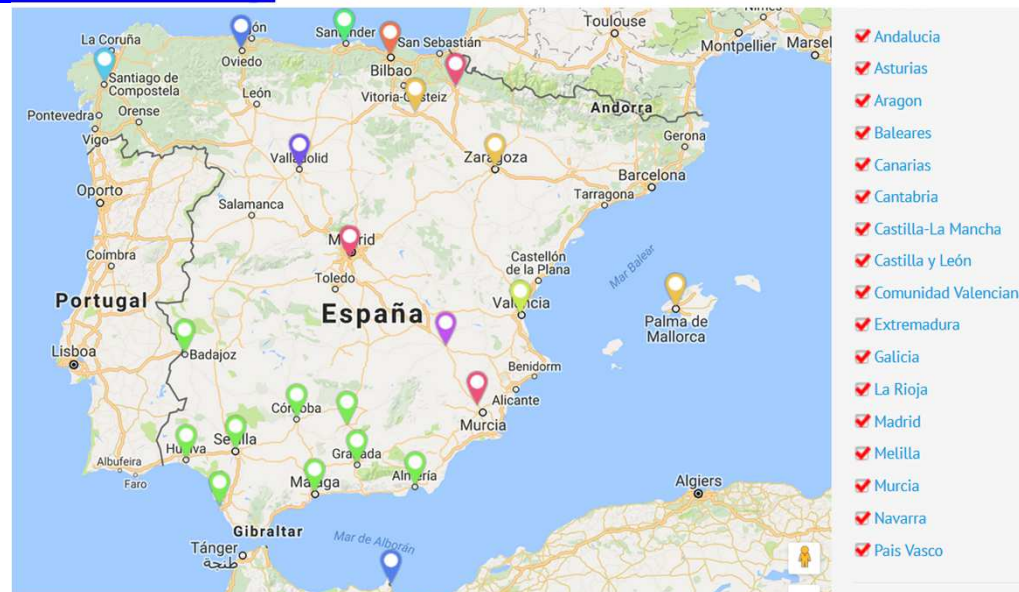 Toulouse
La Coruña
Santander
San Sebastián
Montpellier
Marsel
Oviedo
Bilbao
Santiago de
Compostela
León
Vitoria-Gasteiz
Andorra
Pontevedra
Orense
Vigo
Gerona
Valladolid
Zaragoza
Barcelona
Oporto
Salamanca
Tarragona
Madrid
Coímbra
Castellón
de la Plana
Mar Balear
Toledo
Portugal
España
Valencia
Palma de
Mallorca
Lisboa
Badajoz
Benidorm
Alicante
Córdoba
Murcia
Sevilla
Huelva
Granada
Albufeira
Faro
Málaga
Almería
Algiers
Gibraltar
Mar de Alborán
Tánger
طنجة
Andalucia
Asturias
Aragon
Baleares
Canarias
Cantabria
Castilla-La Mancha
Castilla y León
Comunidad Valencian
Extremadura
Galicia
La Rioja
Madrid
Melilla
Murcia
Navarra
Pais Vasco